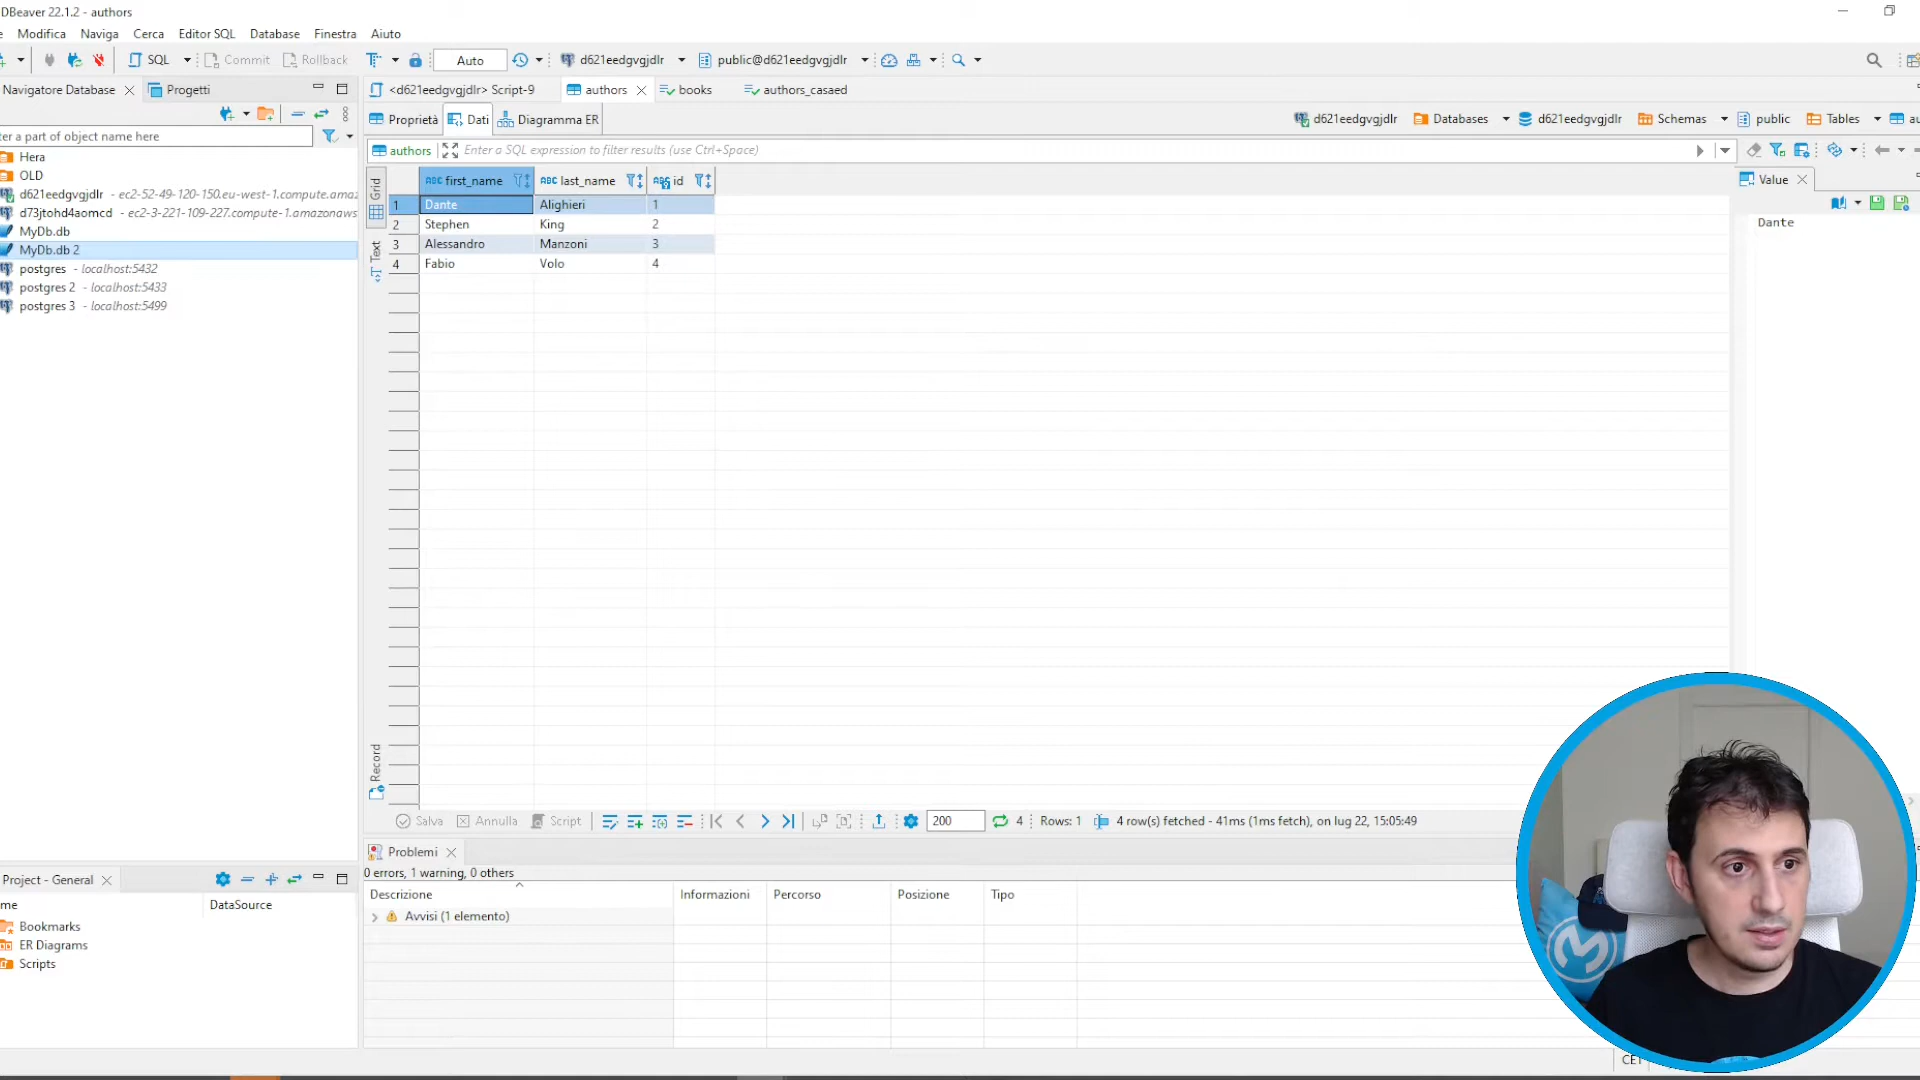 DBeaver 22.1.2 - authors
Modifica Naviga Cerca Editor SQL Database Finestra Aiuto
SQL Commit Rollback Auto d621eedgvgjdlr public@d621eedgvgjdlr
Navigatore Database Progetti
<d621eedgvgjdlr> Script-9 authors books authors_casaed
Proprietà Dati Diagramma ER
d621eedgvgjdlr Databases d621eedgvgjdlr Schemas public Tables au
ter a part of object name here
authors Enter a SQL expression to filter results (use Ctrl+Space)
Hera
OLD
d621eedgvgjdlr - ec2-52-49-120-150.eu-west-1.compute.amaz
d73jtohd4aomcd - ec2-3-221-109-227.compute-1.amazonaws
MyDb.db
MyDb.db 2
postgres - localhost:5432
postgres 2 - localhost:5433
postgres 3 - localhost:5499
Grid
Text
Record
ABC first_name ABC last_name ABC id
1 Dante Alighieri 1
2 Stephen King 2
3 Alessandro Manzoni 3
4 Fabio Volo 4
Value
Dante
Salva Annulla Script 200 4 Rows: 1 4 row(s) fetched - 41ms (1ms fetch), on lug 22, 15:05:49
Problemi
0 errors, 1 warning, 0 others
Descrizione Informazioni Percorso Posizione Tipo
Avvisi (1 elemento)
Project - General
me DataSource
Bookmarks
ER Diagrams
Scripts
CET